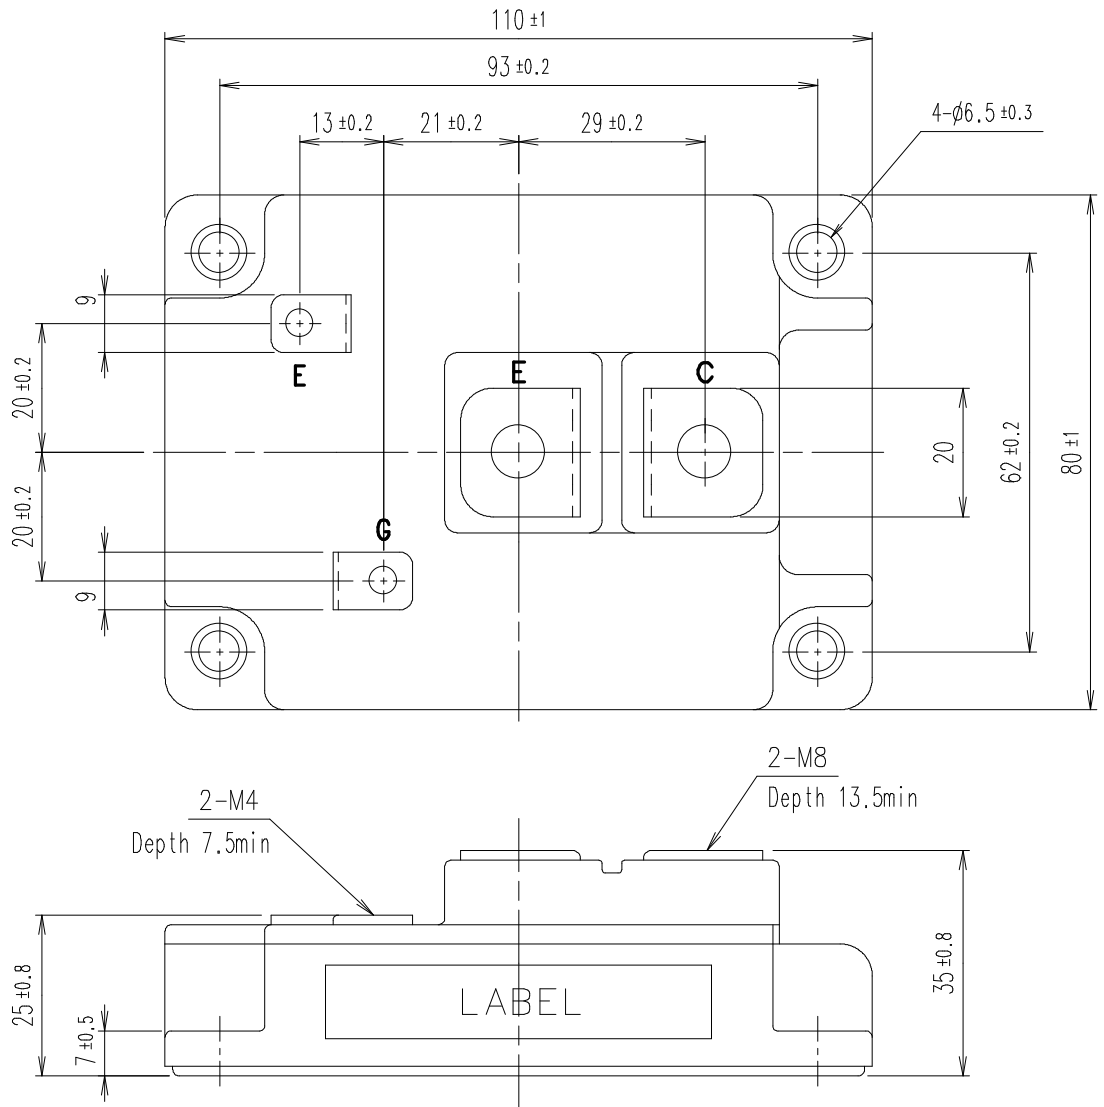 110 ±1
93 ±0.2
13 ±0.2
21 ±0.2
29 ±0.2
4-ø6.5 ±0.3
9
E
E
C
20 ±0.2
20
62 ±0.2
80 ±1
20 ±0.2
G
9
2-M8
Depth 13.5min
2-M4
Depth 7.5min
25 ±0.8
7 ±0.5
LABEL
35 ±0.8